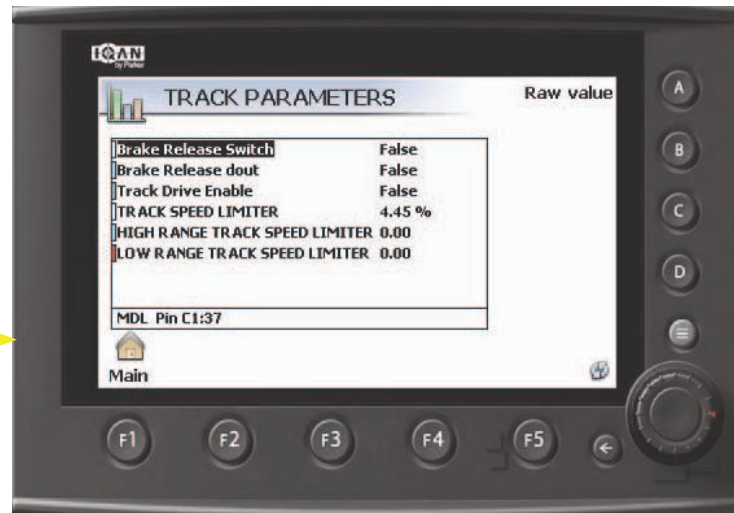 IQAN
by Parker
TRACK PARAMETERS
Raw value
Brake Release Switch False
Brake Release dout False
Track Drive Enable False
TRACK SPEED LIMITER 4.45 %
HIGH RANGE TRACK SPEED LIMITER 0.00
LOW RANGE TRACK SPEED LIMITER 0.00
MDL Pin C1:37
Main
A
B
C
D
F1 F2 F3 F4 F5